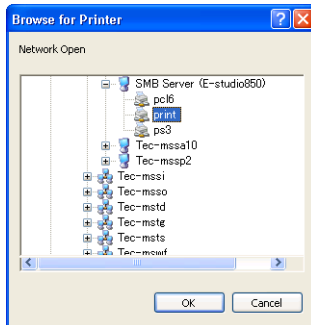 Browse for Printer
Network Open
SMB Server (E-studio850)
pcl6
print
ps3
Tec-mssa10
Tec-mssp2
Tec-mssi
Tec-msso
Tec-mstd
Tec-mstg
Tec-msts
Tec-mswf
OK Cancel